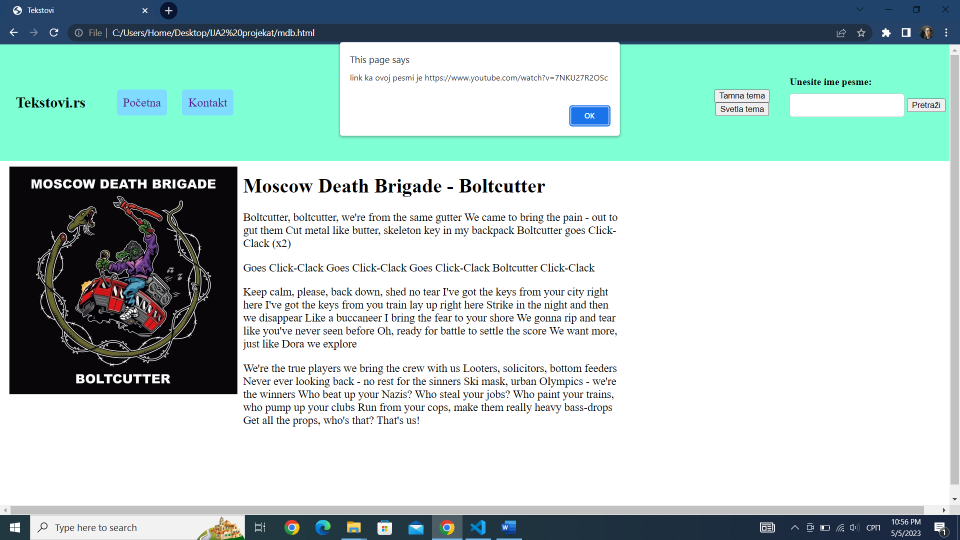 Tekstovi
File
C:/Users/Home/Desktop/IJA2%20projekat/mdb.html
This page says
link ka ovoj pesmi je https://www.youtube.com/watch?v=7NKU27R2OSc
OK
Tekstovi.rs
Početna
Kontakt
Tamna tema
Svetla tema
Unesite ime pesme:
Pretraži
MOSCOW DEATH BRIGADE
BOLTCUTTER
Moscow Death Brigade - Boltcutter
Boltcutter, boltcutter, we're from the same gutter We came to bring the pain - out to
gut them Cut metal like butter, skeleton key in my backpack Boltcutter goes Click-
Clack (x2)
Goes Click-Clack Goes Click-Clack Goes Click-Clack Boltcutter Click-Clack
Keep calm, please, back down, shed no tear I've got the keys from your city right
here I've got the keys from you train lay up right here Strike in the night and then
we disappear Like a buccaneer I bring the fear to your shore We gonna rip and tear
like you've never seen before Oh, ready for battle to settle the score We want more,
just like Dora we explore
We're the true players we bring the crew with us Looters, solicitors, bottom feeders
Never ever looking back - no rest for the sinners Ski mask, urban Olympics - we're
the winners Who beat up your Nazis? Who steal your jobs? Who paint your trains,
who pump up your clubs Run from your cops, make them really heavy bass-drops
Get all the props, who's that? That's us!
Type here to search
СРП
10:56 PM
5/5/2023
1